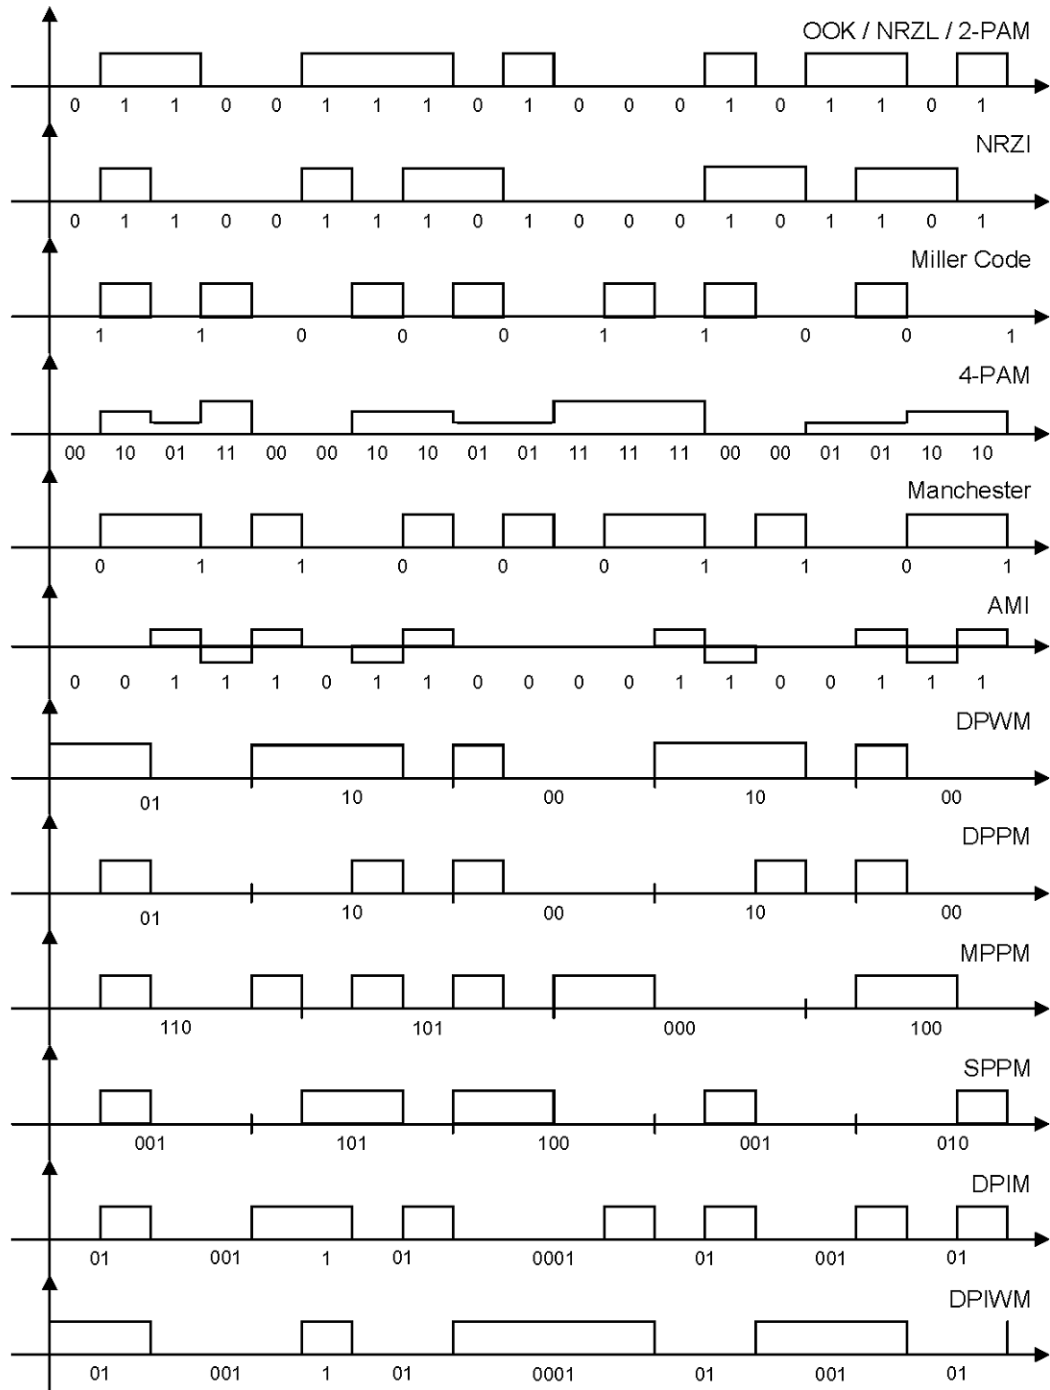 OOK / NRZL / 2-PAM
0 1 1 0 0 1 1 1 0 1 0 0 0 1 0 1 1 0 1
NRZI
0 1 1 0 0 1 1 1 0 1 0 0 0 1 0 1 1 0 1
Miller Code
1 1 0 0 0 1 1 0 0 1
4-PAM
00 10 01 11 00 00 10 10 01 01 11 11 11 00 00 01 01 10 10
Manchester
0 1 1 0 0 0 1 1 0 1
AMI
0 0 1 1 1 0 1 1 0 0 0 0 1 1 0 0 1 1 1
DPWM
01 10 00 10 00
DPPM
01 10 00 10 00
MPPM
110 101 000 100
SPPM
001 101 100 001 010
DPIM
01 001 1 01 0001 01 001 01
DPIWM
01 001 1 01 0001 01 001 01